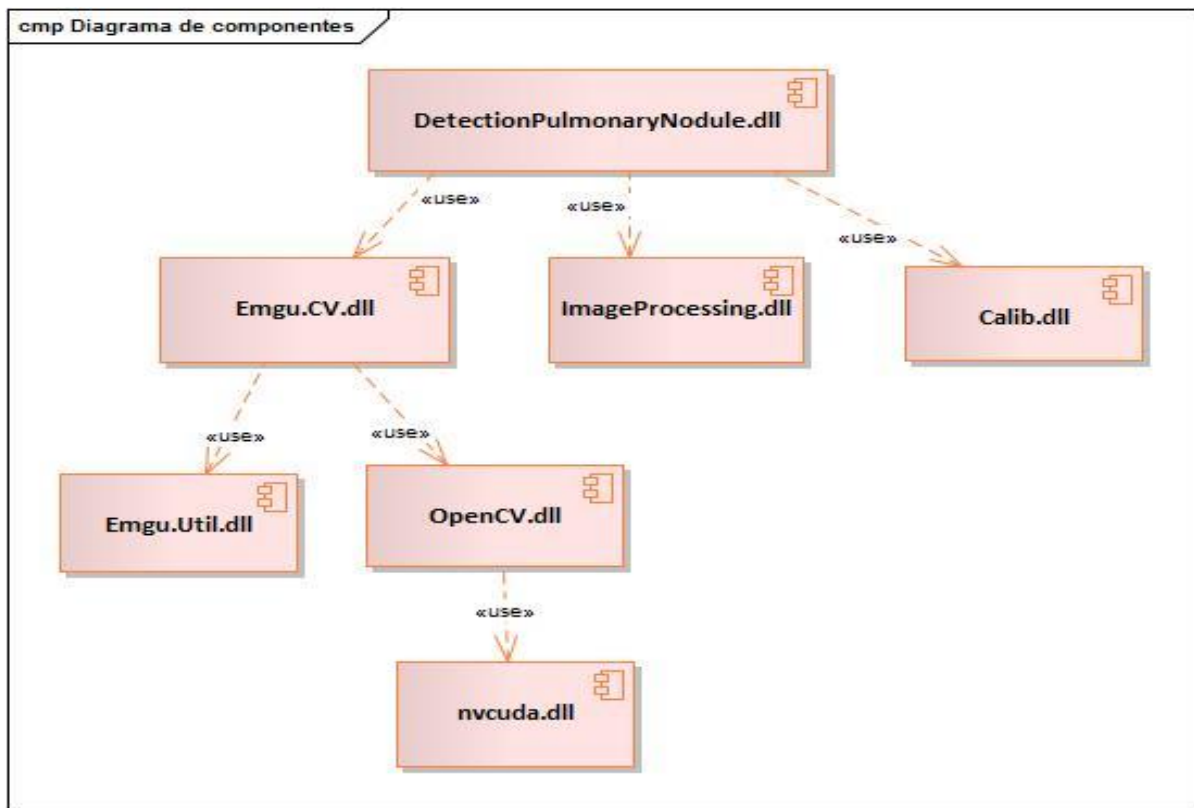 cmp Diagrama de componentes
DetectionPulmonaryNodule.dll
«use»
«use»
«use»
Emgu.CV.dll
ImageProcessing.dll
Calib.dll
«use»
«use»
Emgu.Util.dll
OpenCV.dll
«use»
nvcuda.dll